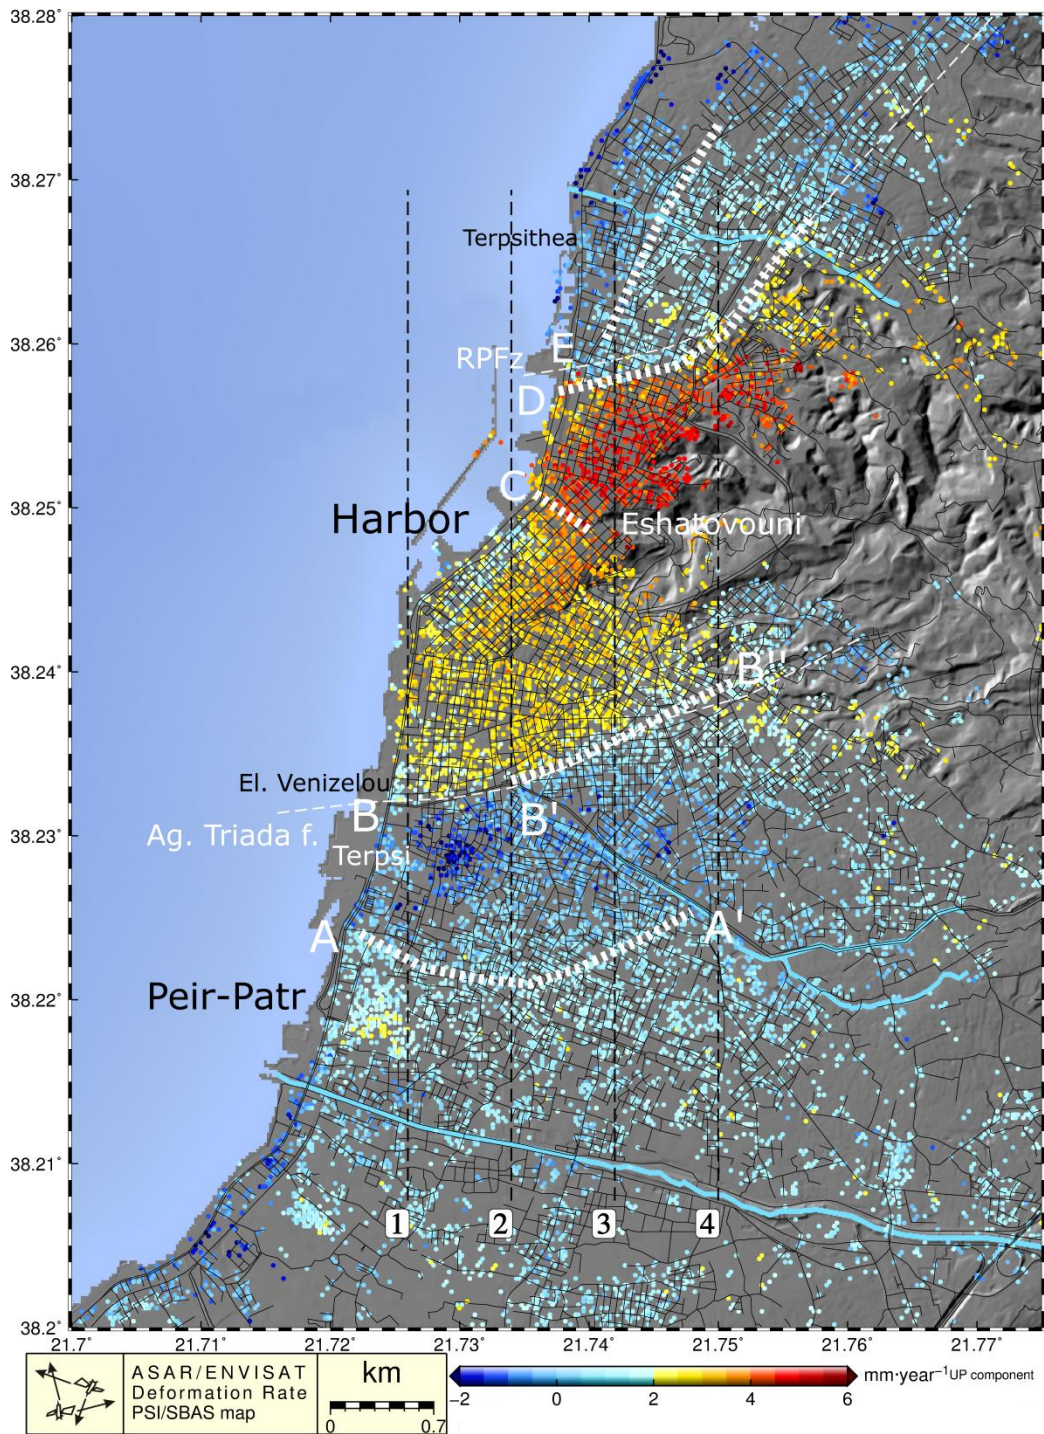 38.28°
38.27°
Terpsithea
38.26°
RPFz
E
D
C
Harbor
38.25°
Eshatovouni
38.24°
B''
El. Venizelou
B
B'
38.23°
Ag. Triada f.
Terpsi
A
A'
38.22°
Peir-Patr
38.21°
1
2
3
4
38.2°
21.7° 21.71° 21.72° 21.73° 21.74° 21.75° 21.76° 21.77°
ASAR/ENVISAT
Deformation Rate
PSI/SBAS map
km
0 0.7
−2 0 2 4 6
mm·year−1 UP component